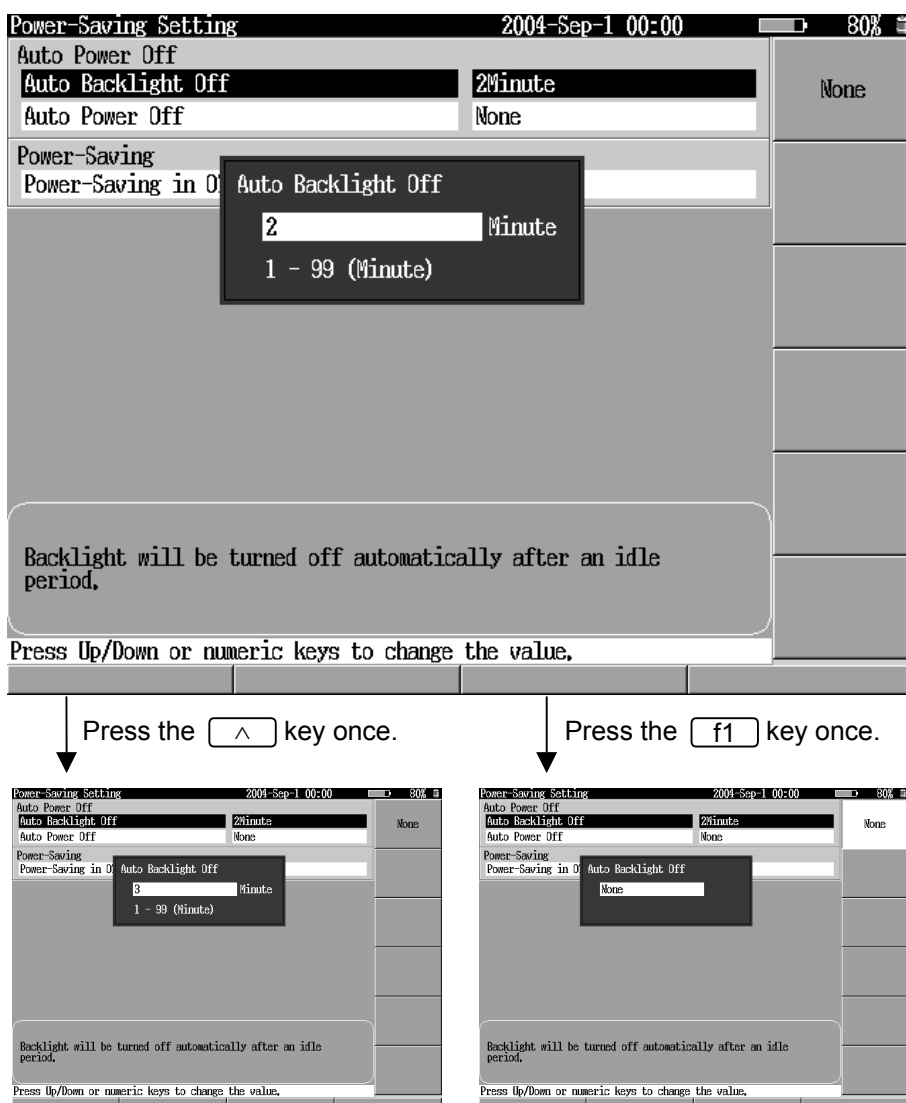 Power-Saving Setting 2004-Sep-1 00:00 80%
Auto Power Off
Auto Backlight Off 2Minute
None
Auto Power Off None
Power-Saving
Power-Saving in
Auto Backlight Off
2 Minute
1 - 99 (Minute)
Backlight will be turned off automatically after an idle
period.
Press Up/Down or numeric keys to change the value.
Press the ^ key once.
Press the f1 key once.
Power-Saving Setting 2004-Sep-1 00:00 80%
Auto Power Off
Auto Backlight Off 2Minute
None
Auto Power Off None
Power-Saving
Power-Saving in
Auto Backlight Off
3 Minute
1 - 99 (Minute)
Backlight will be turned off automatically after an idle
period.
Press Up/Down or numeric keys to change the value.
Power-Saving Setting 2004-Sep-1 00:00 80%
Auto Power Off
Auto Backlight Off 2Minute
None
Auto Power Off None
Power-Saving
Power-Saving in
Auto Backlight Off
None
Backlight will be turned off automatically after an idle
period.
Press Up/Down or numeric keys to change the value.